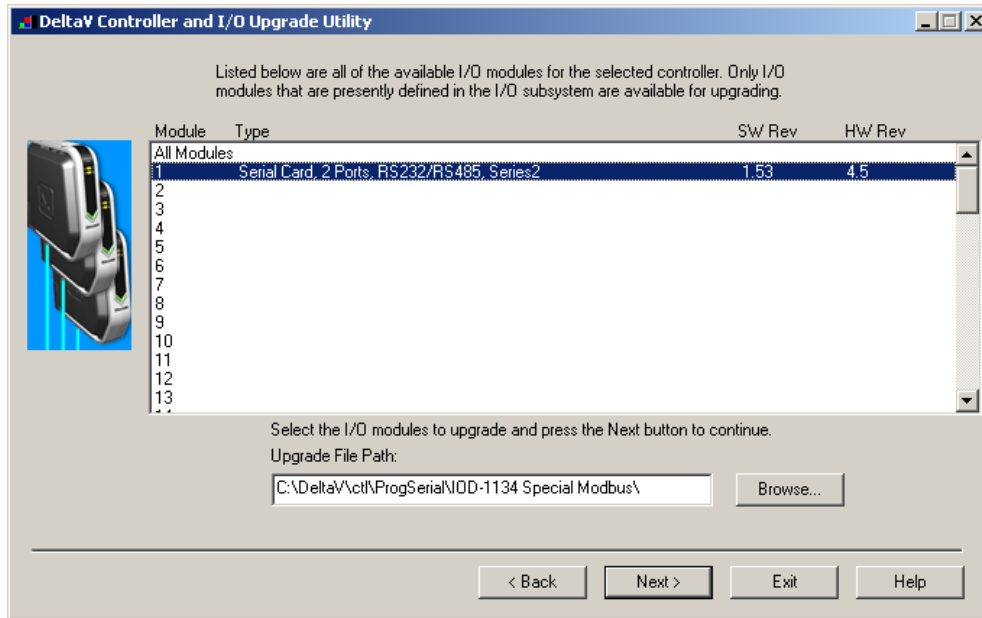 DeltaV Controller and I/O Upgrade Utility
Listed below are all of the available I/O modules for the selected controller. Only I/O
modules that are presently defined in the I/O subsystem are available for upgrading.
Module Type SW Rev HW Rev
All Modules
1 Serial Card, 2 Ports, RS232/RS485, Series2 1.53 4.5
2
3
4
5
6
7
8
9
10
11
12
13
Select the I/O modules to upgrade and press the Next button to continue.
Upgrade File Path:
C:\DeltaV\ctl\ProgSerial\IOD-1134 Special Modbus\ Browse...
< Back Next > Exit Help